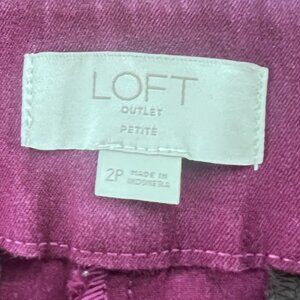 LOFT
OUTLET
PETITE
2P
MADE IN
INDONESIA